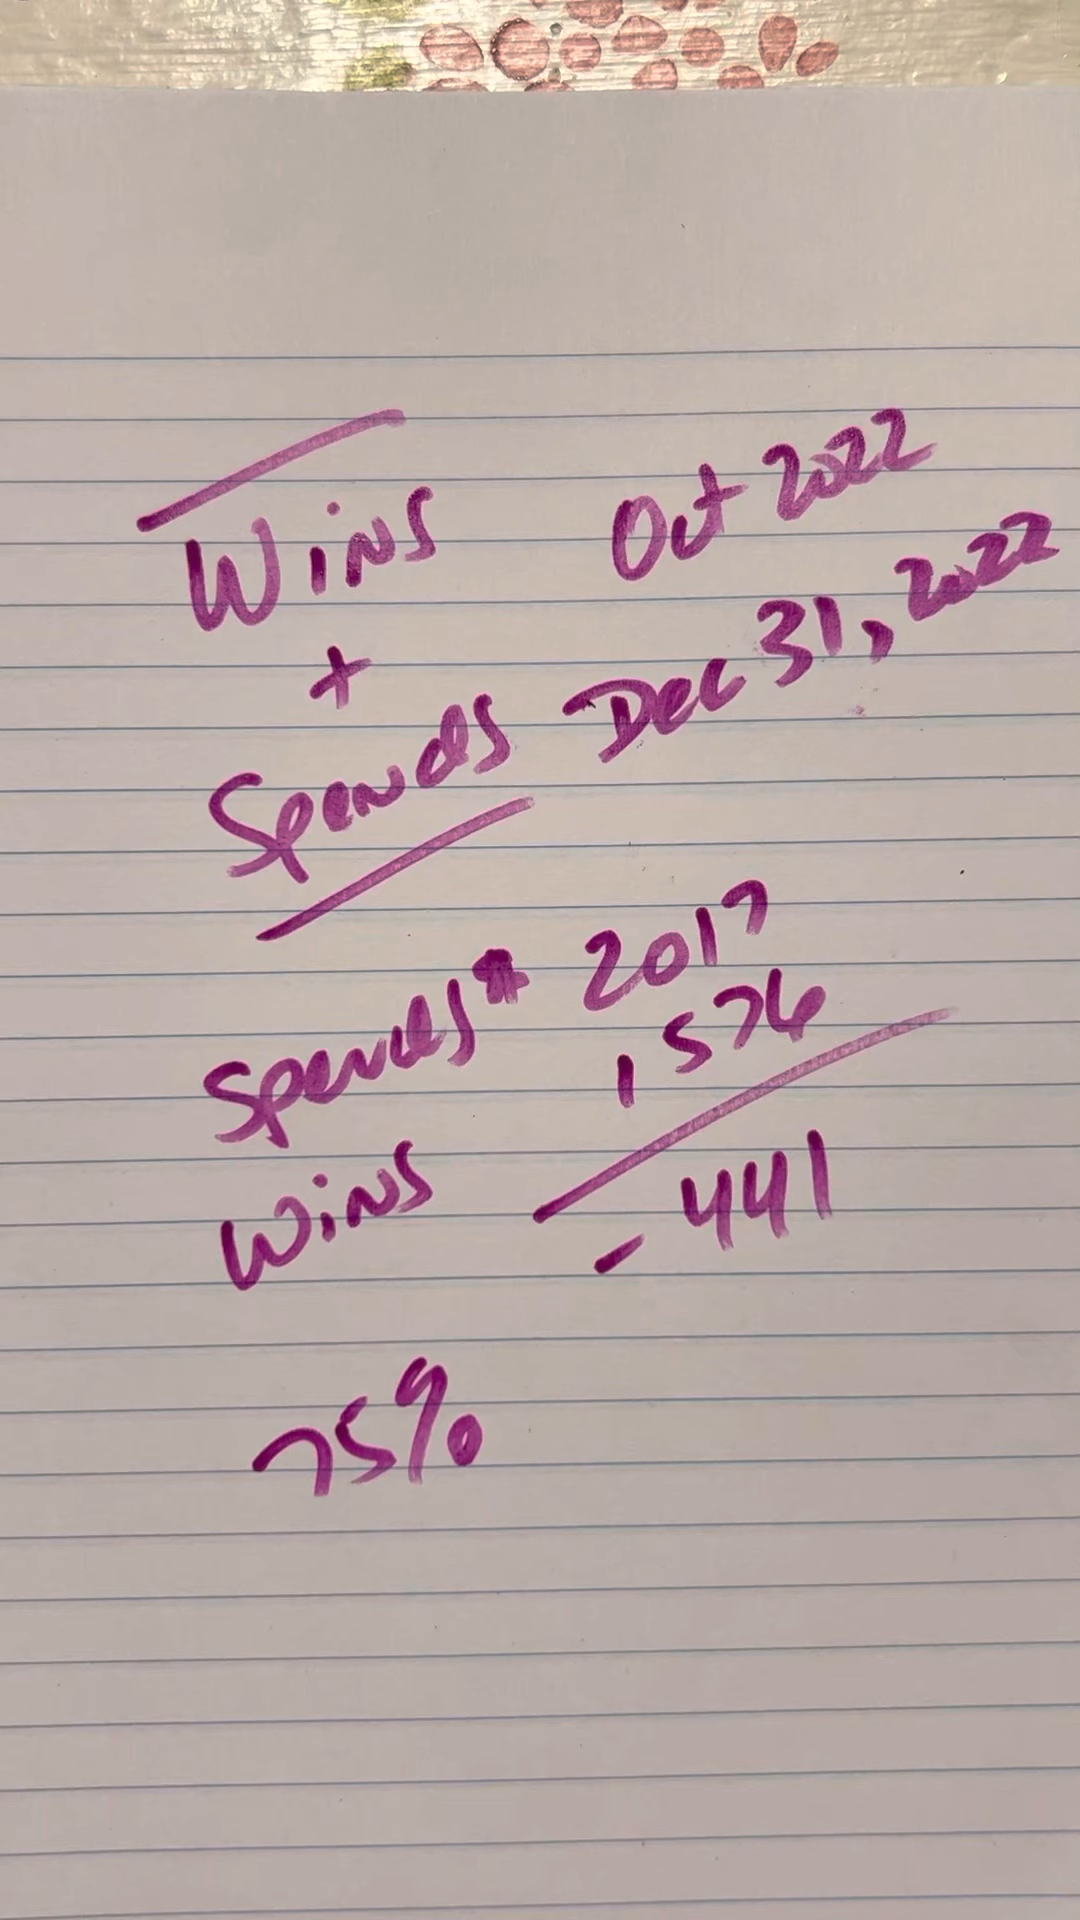 Wins
Oct 2022
+
Spends
Dec 31, 2022
Spends* 2017
Wins 1576
- 441
75%